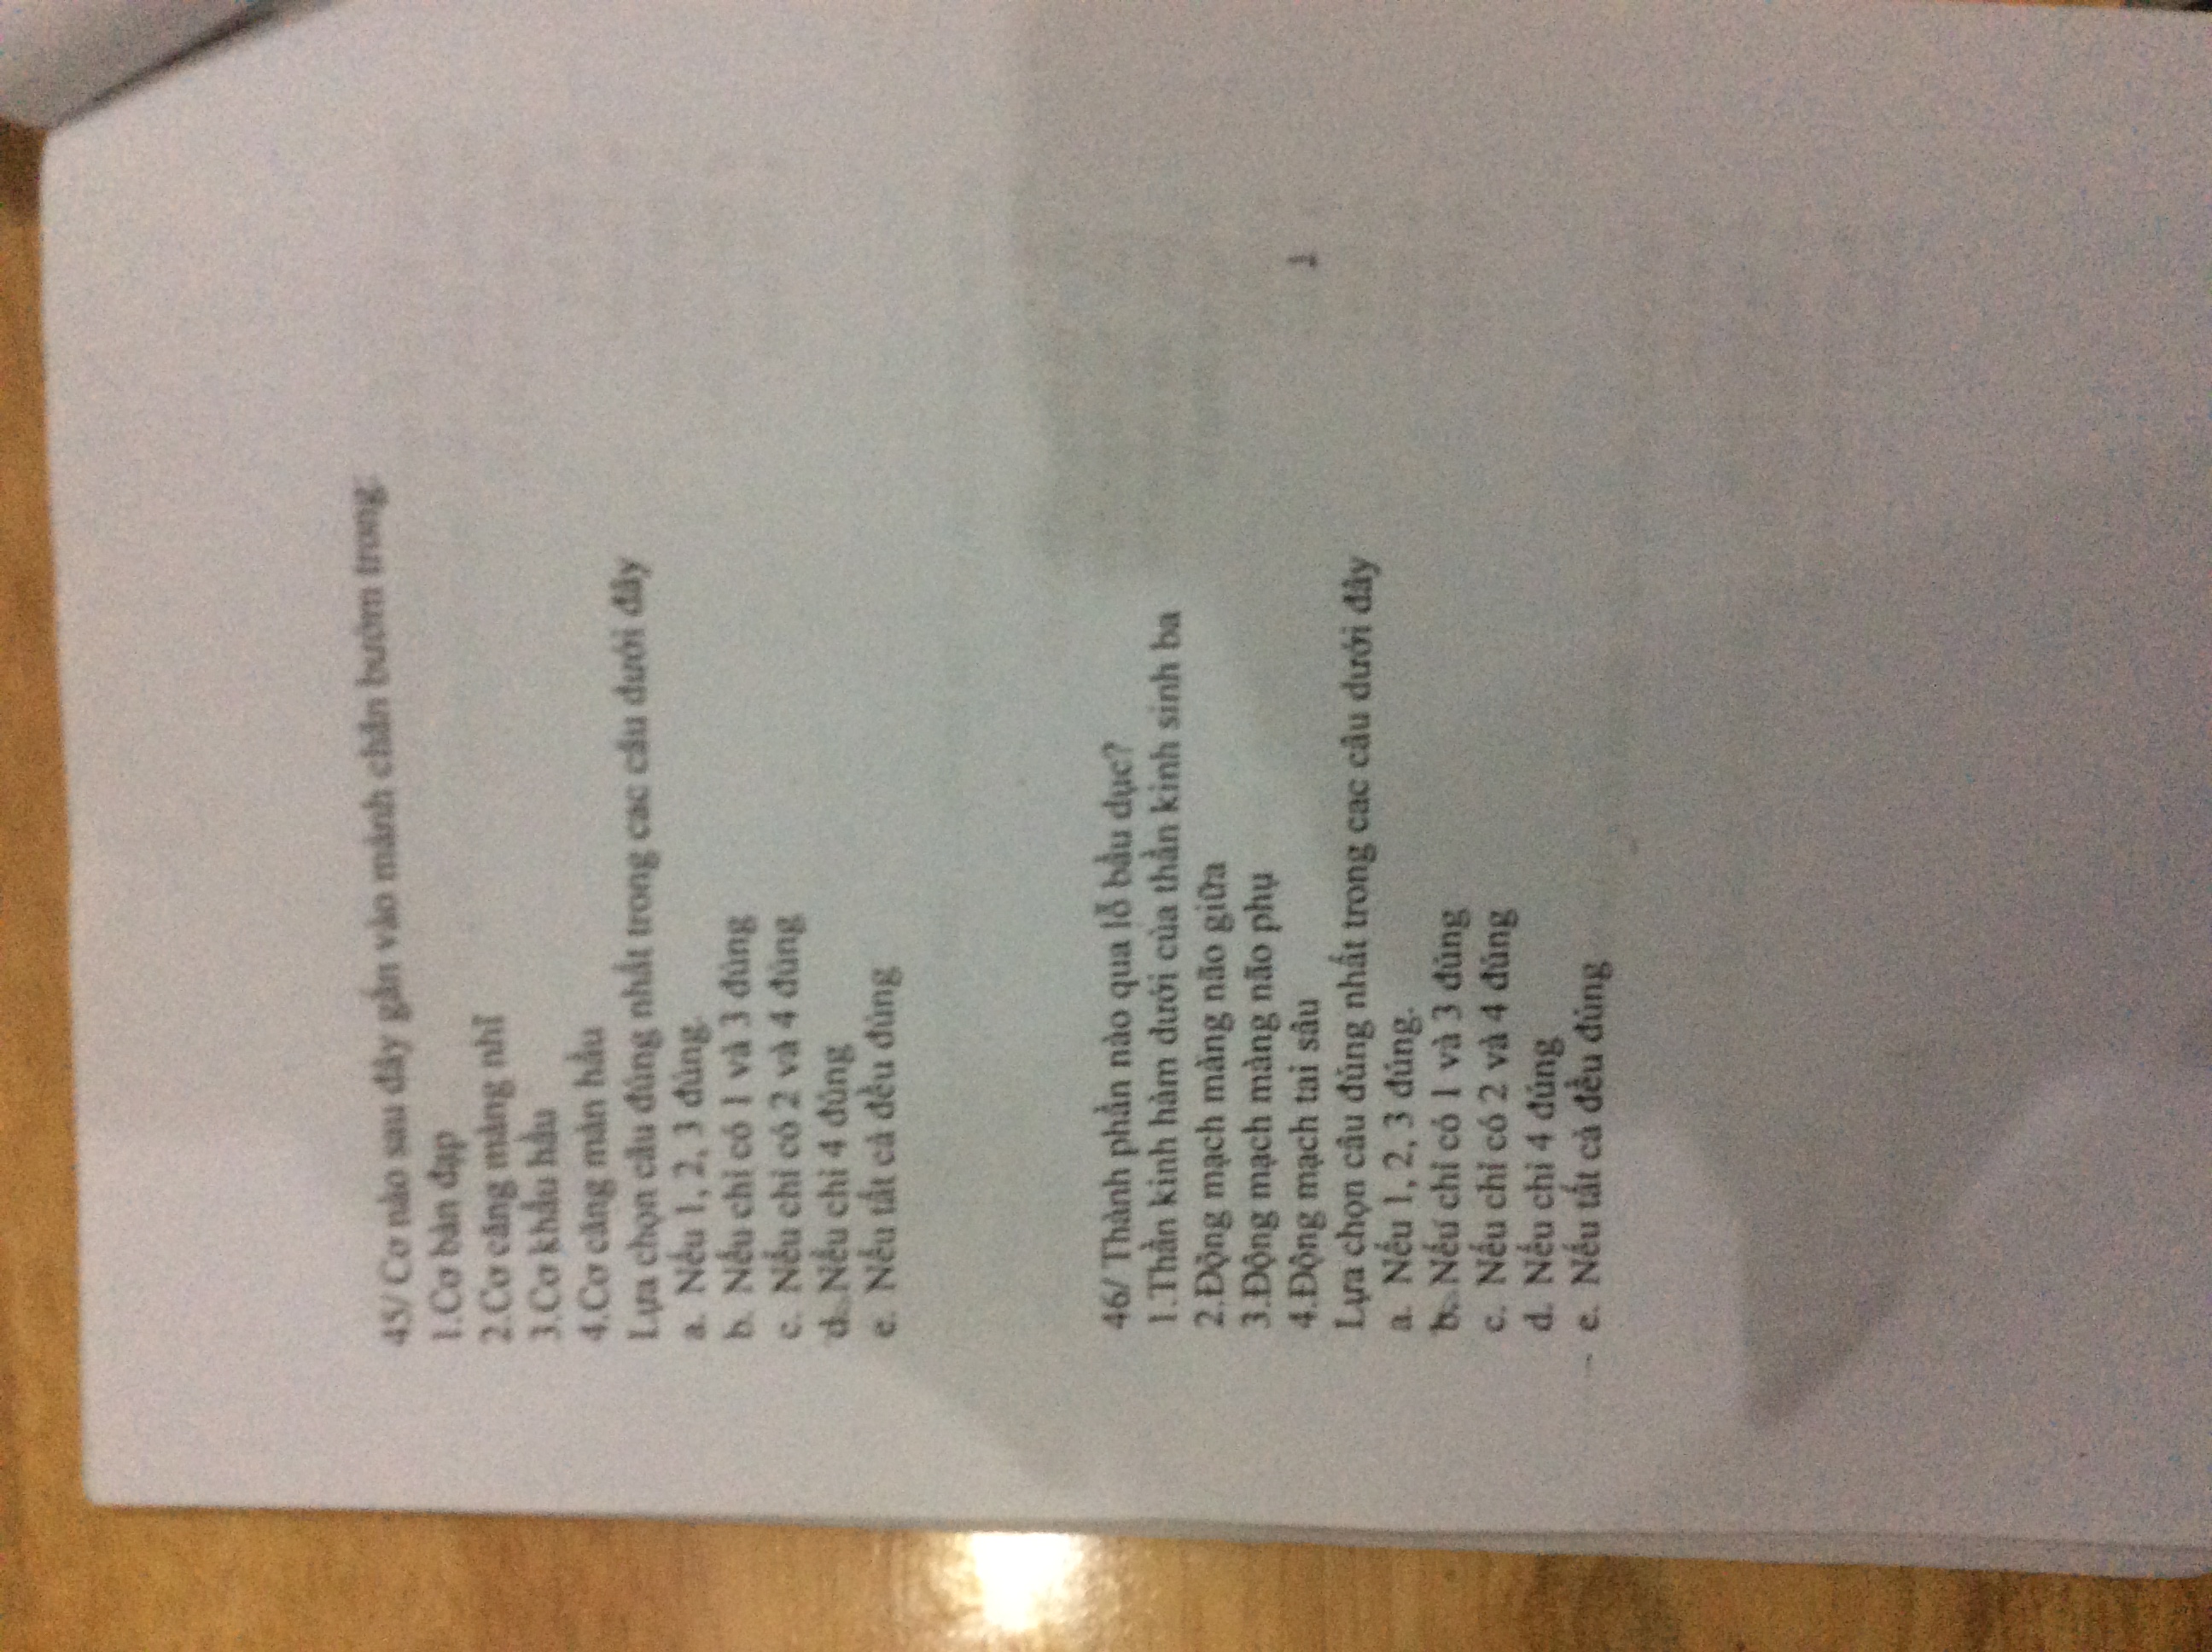 45/ Cơ nào sau đây gắn vào mảnh chân bướm trong:
1.Cơ bàn đạp
2.Cơ căng màng nhĩ
3.Cơ khẩu hầu
4.Cơ căng màn hầu
Lựa chọn câu đúng nhất trong cac câu dưới đây
a. Nếu 1, 2, 3 đúng.
b. Nếu chỉ có 1 và 3 đúng
c. Nếu chỉ có 2 và 4 đúng
d. Nếu chỉ 4 đúng
e. Nếu tất cả đều đúng
46/ Thành phần nào qua lỗ bầu dục?
1.Thần kinh hàm dưới của thần kinh sinh ba
2.Động mạch màng não giữa
3.Động mạch màng não phụ
4.Động mạch tai sâu
Lựa chọn câu đúng nhất trong cac câu dưới đây
a. Nếu 1, 2, 3 đúng.
b. Nếu chỉ có 1 và 3 đúng
c. Nếu chỉ có 2 và 4 đúng
d. Nếu chỉ 4 đúng
e. Nếu tất cả đều đúng